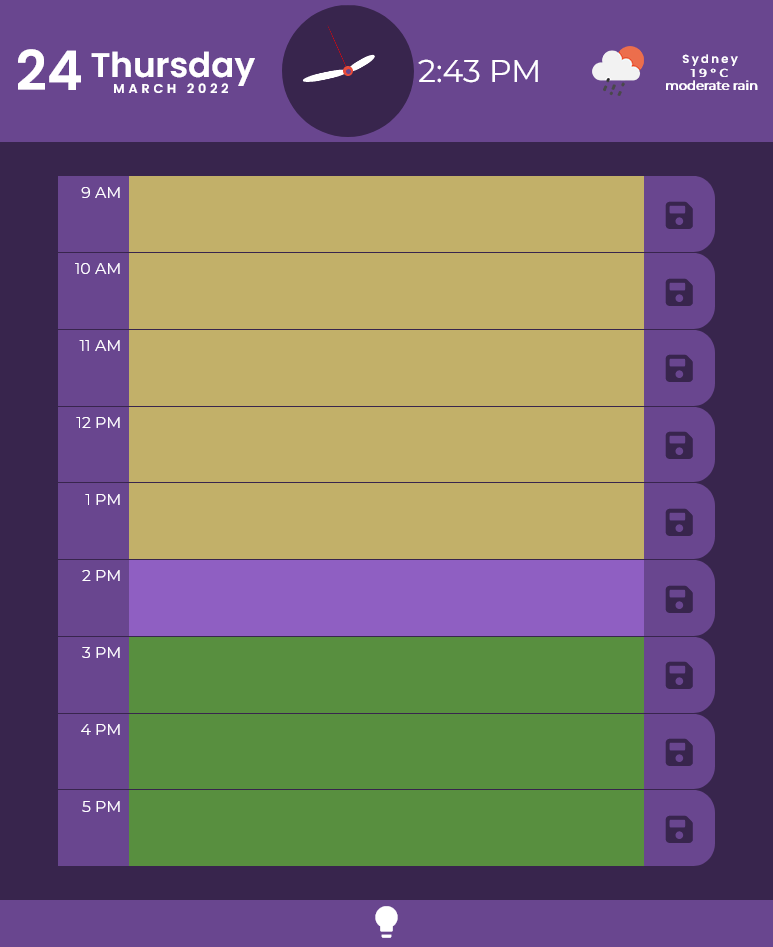 24 Thursday
MARCH 2022
2:43 PM
Sydney
19°C
moderate rain
9 AM
10 AM
11 AM
12 PM
1 PM
2 PM
3 PM
4 PM
5 PM